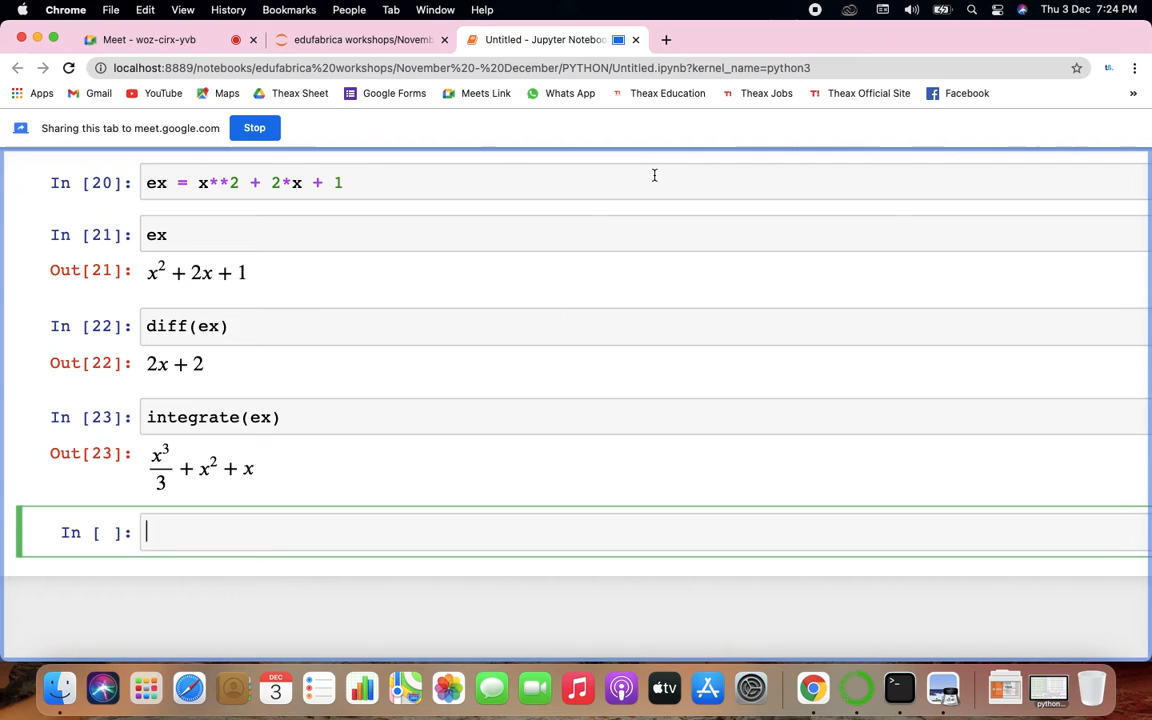 Chrome File Edit View History Bookmarks People Tab Window Help Thu 3 Dec 7:24 PM
Meet - woz-cirx-yvb edufabrica workshops/Novemb Untitled - Jupyter Noteboo
localhost:8889/notebooks/edufabrica%20workshops/November%20-%20December/PYTHON/Untitled.ipynb?kernel_name=python3
Apps Gmail YouTube Maps Theax Sheet Google Forms Meets Link Whats App Theax Education Theax Jobs Theax Official Site Facebook »
Sharing this tab to meet.google.com Stop
In [20]: ex = x**2 + 2*x + 1
In [21]: ex
Out[21]: x² + 2x + 1
In [22]: diff(ex)
Out[22]: 2x + 2
In [23]: integrate(ex)
Out[23]: x³/3 + x² + x
In [ ]:
DEC
3
tv
python